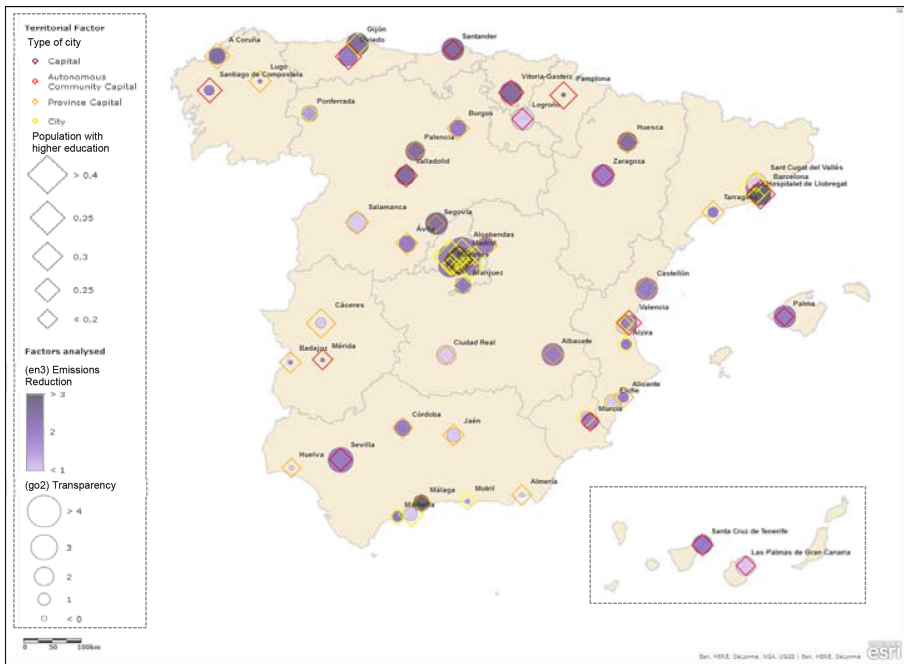 Territorial Factor
Type of city
Capital
Autonomous
Community Capital
Province Capital
City
Population with
higher education
> 0,4
0,35
0,3
0,25
< 0,2
Factors analysed
(en3) Emissions
Reduction
> 3
2
< 1
(go2) Transparency
> 4
3
2
1
< 0
0
50
100km
A Coruña
Lugo
Santiago de Compostela
Gijón
Oviedo
Santander
Vitoria-Gasteiz
Pamplona
Logroño
Ponferrada
Burgos
Palencia
Valladolid
Huesca
Zaragoza
Sant Cugat del Vallés
Barcelona
Hospitalet de Llobregat
Tarragona
Salamanca
Segovia
Ávila
Alcobendas
Madrid
Aranjuez
Castellón
Valencia
Alzira
Palma
Cáceres
Badajoz
Mérida
Ciudad Real
Albacete
Alicante
Elche
Murcia
Córdoba
Jaén
Huelva
Sevilla
Málaga
Marbella
Motril
Almería
Santa Cruz de Tenerife
Las Palmas de Gran Canaria
Esri, HERE, DeLorme, NGA, USGS | Esri, HERE, DeLorme
esri